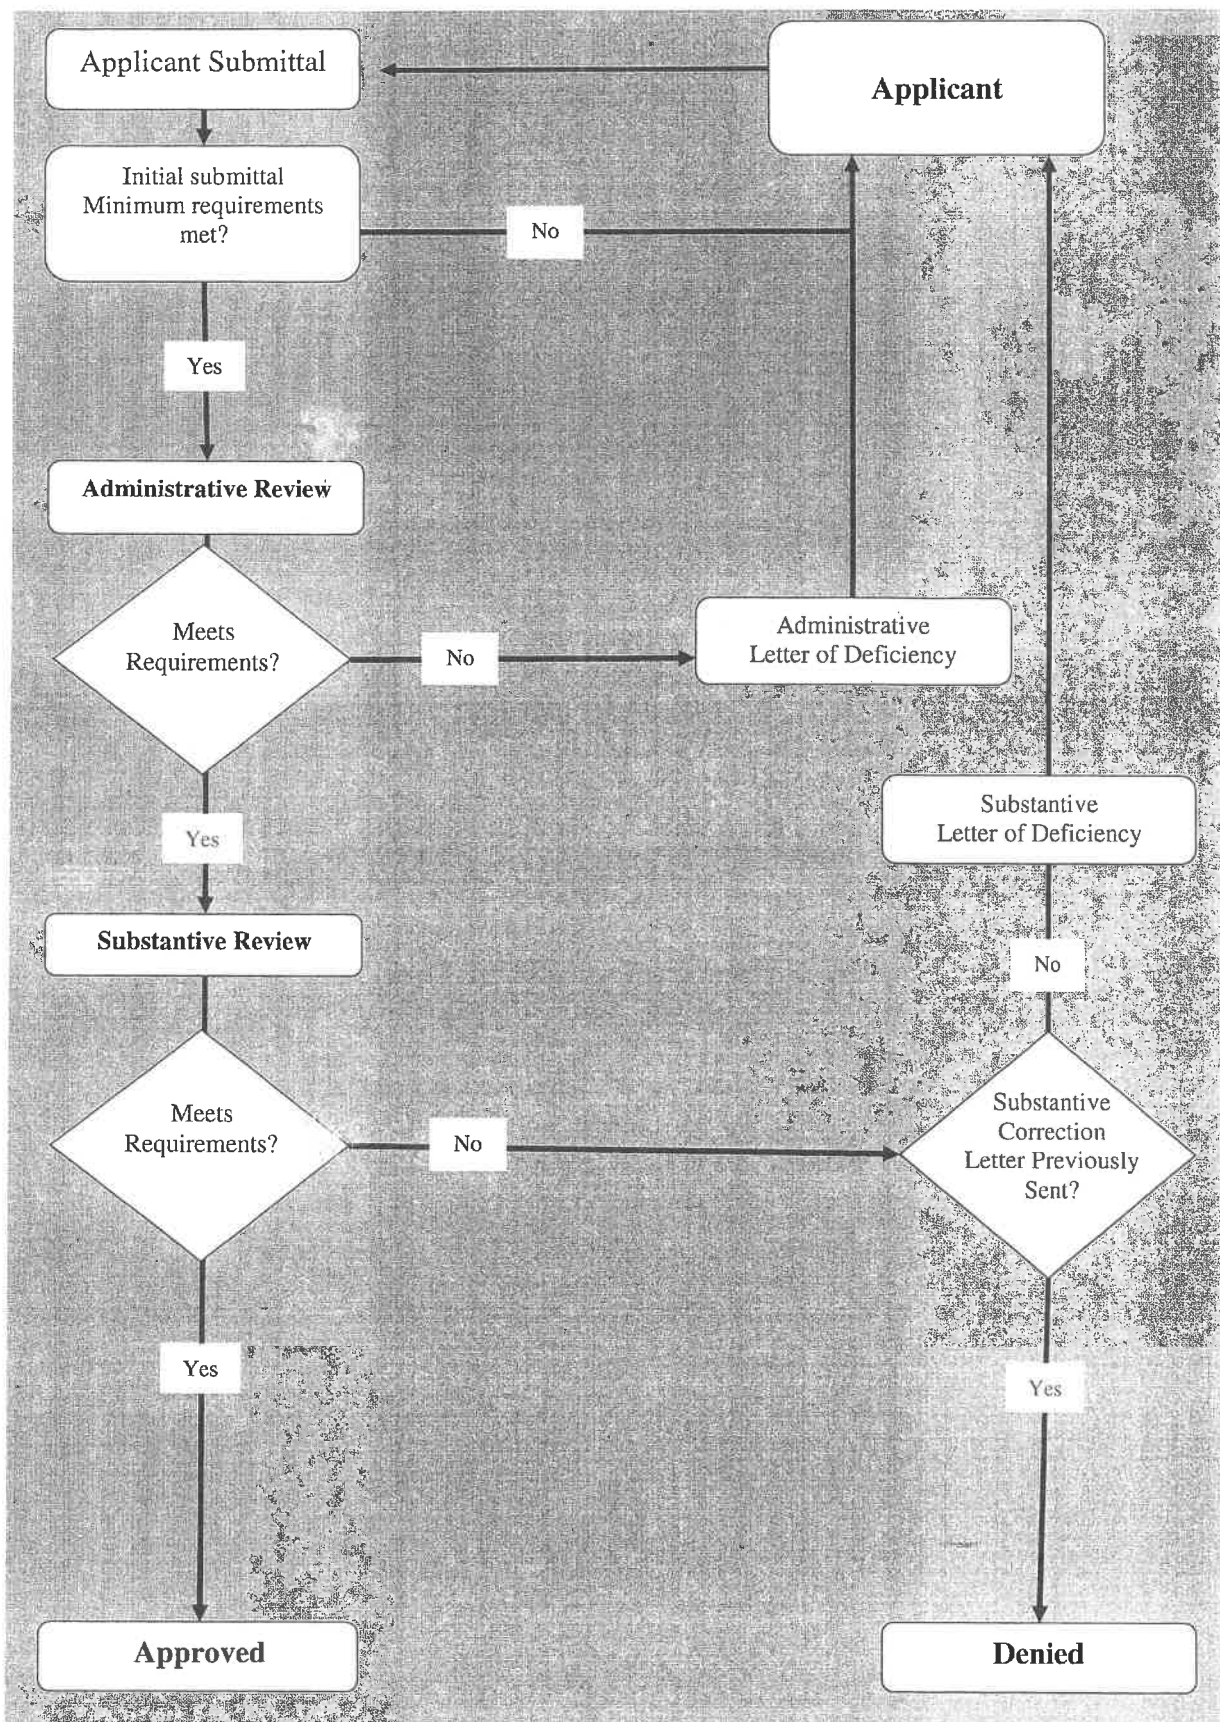 Applicant Submittal
Applicant
Initial submittal
Minimum requirements
met?
No
Yes
Administrative Review
Meets
Requirements?
No
Administrative
Letter of Deficiency
Yes
Substantive
Letter of Deficiency
Substantive Review
No
Meets
Requirements?
No
Substantive
Correction
Letter Previously
Sent?
Yes
Yes
Approved
Denied